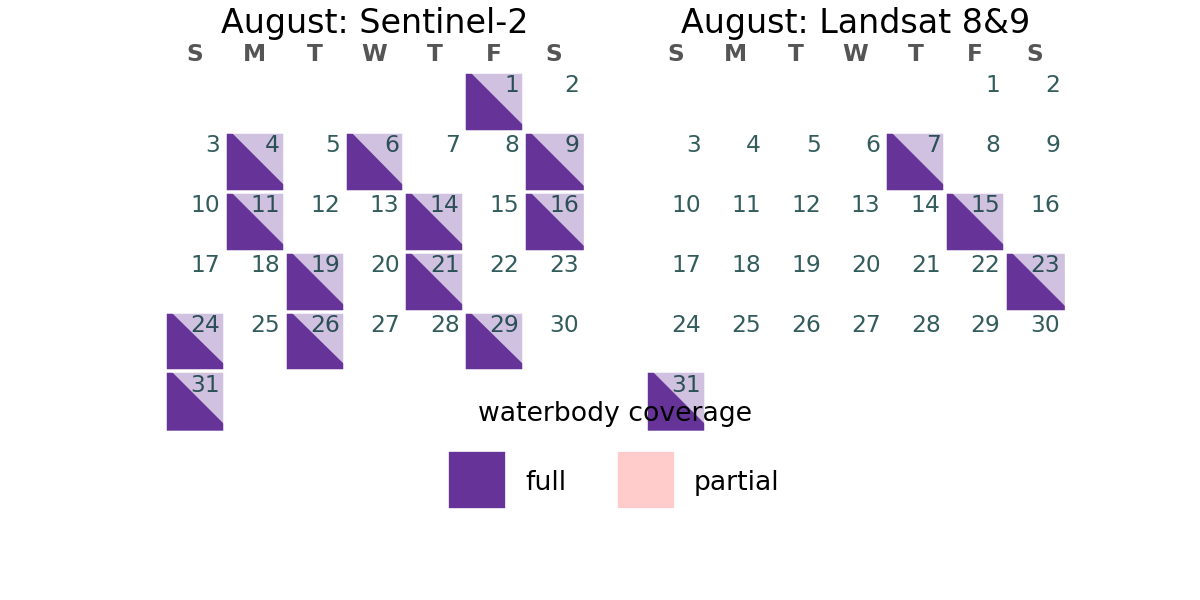 August: Sentinel-2
S M T W T F S
1 2
3 4 5 6 7 8 9
10 11 12 13 14 15 16
17 18 19 20 21 22 23
24 25 26 27 28 29 30
31
August: Landsat 8&9
S M T W T F S
1 2
3 4 5 6 7 8 9
10 11 12 13 14 15 16
17 18 19 20 21 22 23
24 25 26 27 28 29 30
31
waterbody coverage
full partial